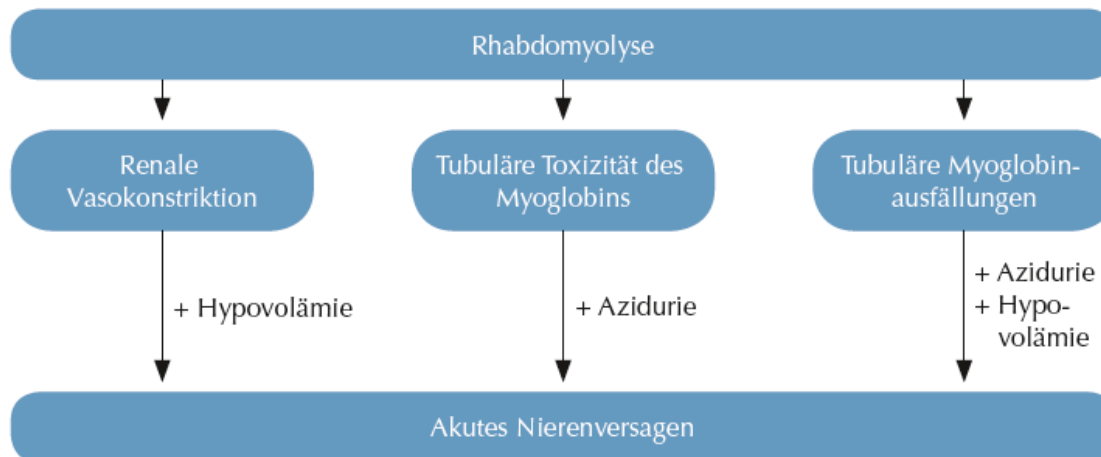 Rhabdomyolyse
Renale
Vasokonstriktion
Tubuläre Toxizität des
Myoglobins
Tubuläre Myoglobin-
ausfällungen
+ Hypovolämie
+ Azidurie
+ Azidurie
+ Hypo-
volämie
Akutes Nierenversagen